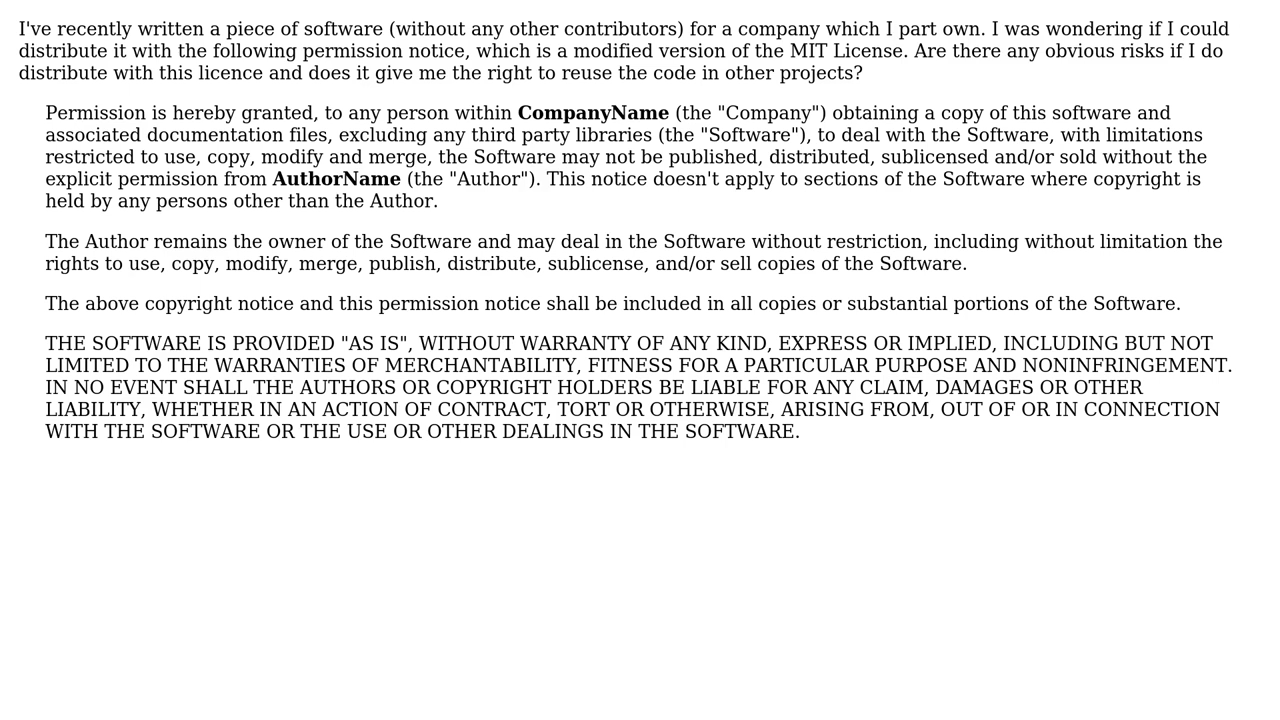 I've recently written a piece of software (without any other contributors) for a company which I part own. I was wondering if I could
distribute it with the following permission notice, which is a modified version of the MIT License. Are there any obvious risks if I do
distribute with this licence and does it give me the right to reuse the code in other projects?
Permission is hereby granted, to any person within CompanyName (the "Company") obtaining a copy of this software and
associated documentation files, excluding any third party libraries (the "Software"), to deal with the Software, with limitations
restricted to use, copy, modify and merge, the Software may not be published, distributed, sublicensed and/or sold without the
explicit permission from AuthorName (the "Author"). This notice doesn't apply to sections of the Software where copyright is
held by any persons other than the Author.
The Author remains the owner of the Software and may deal in the Software without restriction, including without limitation the
rights to use, copy, modify, merge, publish, distribute, sublicense, and/or sell copies of the Software.
The above copyright notice and this permission notice shall be included in all copies or substantial portions of the Software.
THE SOFTWARE IS PROVIDED "AS IS", WITHOUT WARRANTY OF ANY KIND, EXPRESS OR IMPLIED, INCLUDING BUT NOT
LIMITED TO THE WARRANTIES OF MERCHANTABILITY, FITNESS FOR A PARTICULAR PURPOSE AND NONINFRINGEMENT.
IN NO EVENT SHALL THE AUTHORS OR COPYRIGHT HOLDERS BE LIABLE FOR ANY CLAIM, DAMAGES OR OTHER
LIABILITY, WHETHER IN AN ACTION OF CONTRACT, TORT OR OTHERWISE, ARISING FROM, OUT OF OR IN CONNECTION
WITH THE SOFTWARE OR THE USE OR OTHER DEALINGS IN THE SOFTWARE.